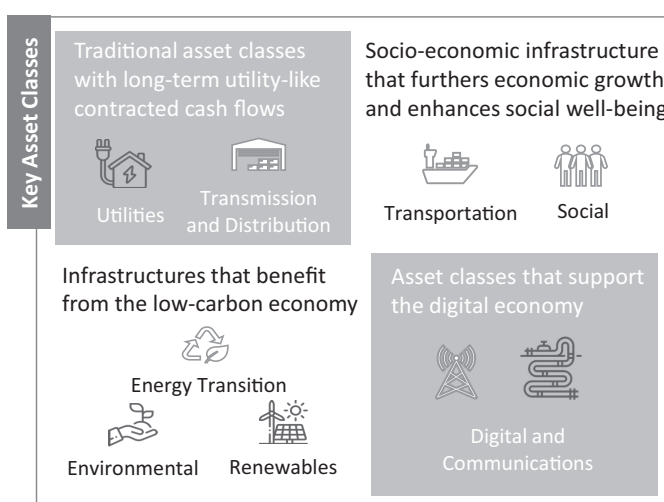 Key Asset Classes
Traditional asset classes
with long-term utility-like
contracted cash flows
Utilities
Transmission
and Distribution
Socio-economic infrastructure
that furthers economic growth
and enhances social well-being
Transportation
Social
Infrastructures that benefit
from the low-carbon economy
Energy Transition
Environmental
Renewables
Asset classes that support
the digital economy
Digital and
Communications